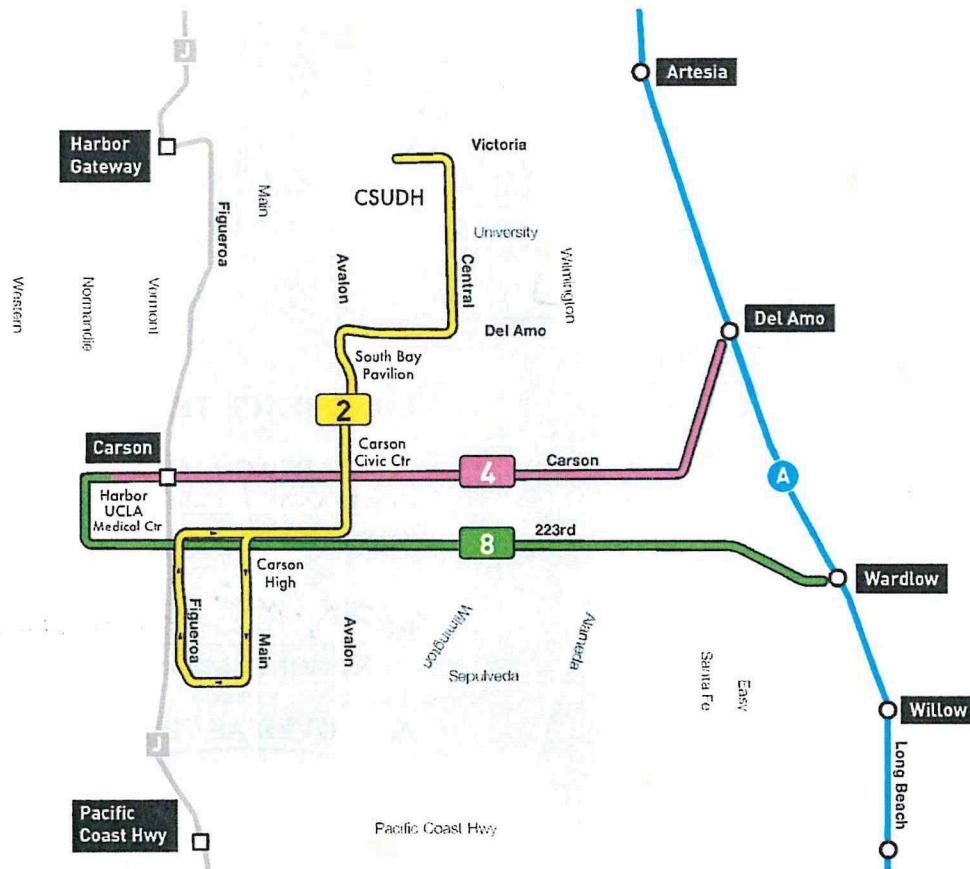 J
Artesia
Harbor
Gateway
Victoria
Main
CSUDH
Figueroa
University
Avalon
Central
Wilmington
Western
Normandie
Vermont
Del Amo
Del Amo
South Bay
Pavilion
2
Carson
Carson
Civic Ctr
4
Carson
A
Harbor
UCLA
Medical Ctr
8
223rd
Carson
High
Wardlow
Figueroa
Main
Avalon
Wilmington
Alameda
Sepulveda
Santa Fe
Easy
Willow
J
Long Beach
Pacific
Coast Hwy
Pacific Coast Hwy